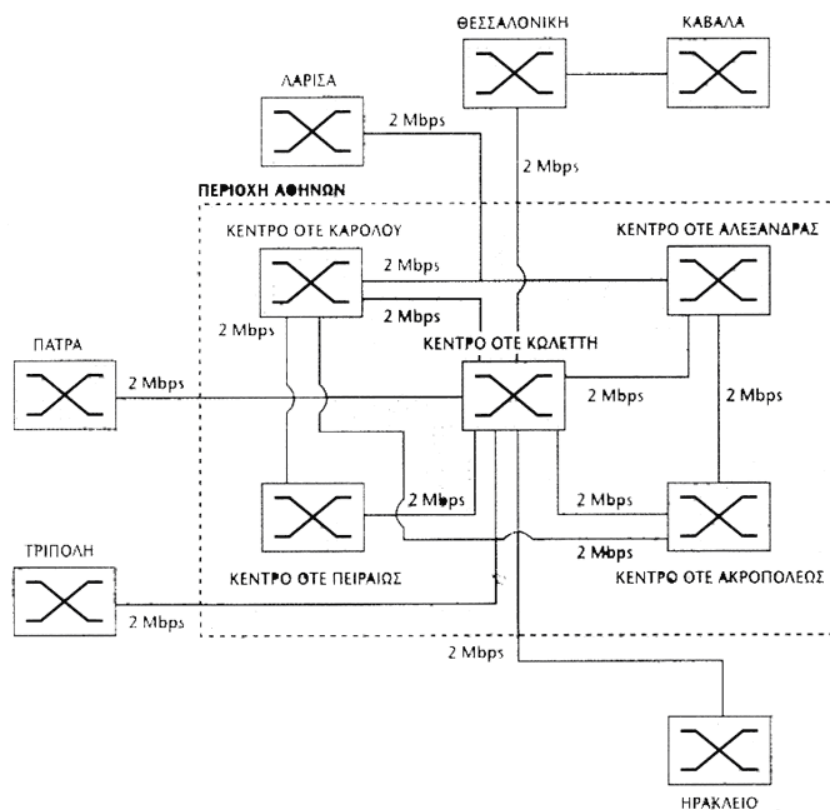 ΘΕΣΣΑΛΟΝΙΚΗ
ΚΑΒΑΛΑ
ΛΑΡΙΣΑ
2 Mbps
2 Mbps
ΠΕΡΙΟΧΗ ΑΘΗΝΩΝ
ΚΕΝΤΡΟ ΟΤΕ ΚΑΡΟΛΟΥ
ΚΕΝΤΡΟ ΟΤΕ ΑΛΕΞΑΝΔΡΑΣ
2 Mbps
2 Mbps
2 Mbps
ΚΕΝΤΡΟ ΟΤΕ ΚΩΛΕΤΤΗ
ΠΑΤΡΑ
2 Mbps
2 Mbps
2 Mbps
2 Mbps
2 Mbps
2 Mbps
ΤΡΙΠΟΛΗ
ΚΕΝΤΡΟ ΟΤΕ ΠΕΙΡΑΙΩΣ
ΚΕΝΤΡΟ ΟΤΕ ΑΚΡΟΠΟΛΕΩΣ
2 Mbps
2 Mbps
ΗΡΑΚΛΕΙΟ